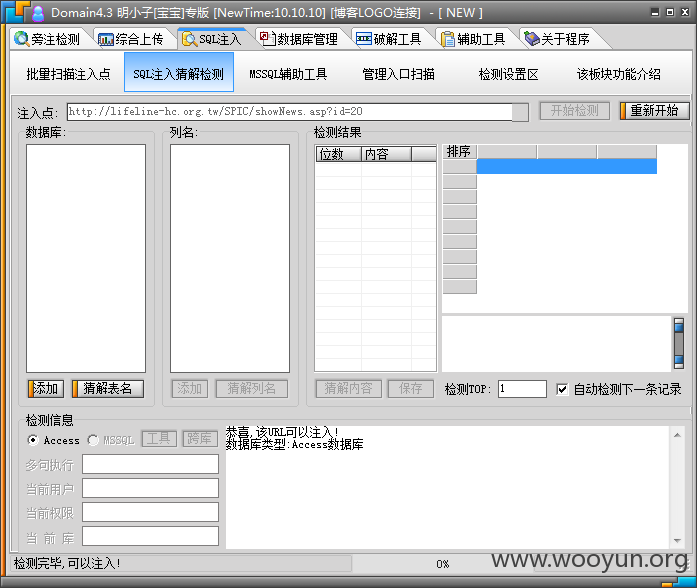 Domain4.3 明小子[宝宝]专版 [NewTime:10.10.10] [博客LOGO连接] - [ NEW ]
旁注检测 综合上传 SQL注入 数据库管理 破解工具 辅助工具 关于程序
批量扫描注入点 SQL注入猜解检测 MSSQL辅助工具 管理入口扫描 检测设置区 该板块功能介绍
注入点: http://lifeline-hc.org.tw/SPIC/showNews.asp?id=20 开始检测 重新开始
数据库: 列名: 检测结果
位数 内容 排序
添加 猜解表名 添加 猜解列名 猜解内容 保存 检测TOP: 1 自动检测下一条记录
检测信息
Access MSSQL 工具 跨库
多句执行
当前用户
当前权限
当 前 库
恭喜,该URL可以注入!
数据库类型:Access数据库
检测完毕,可以注入! 0%
www.wooyun.org